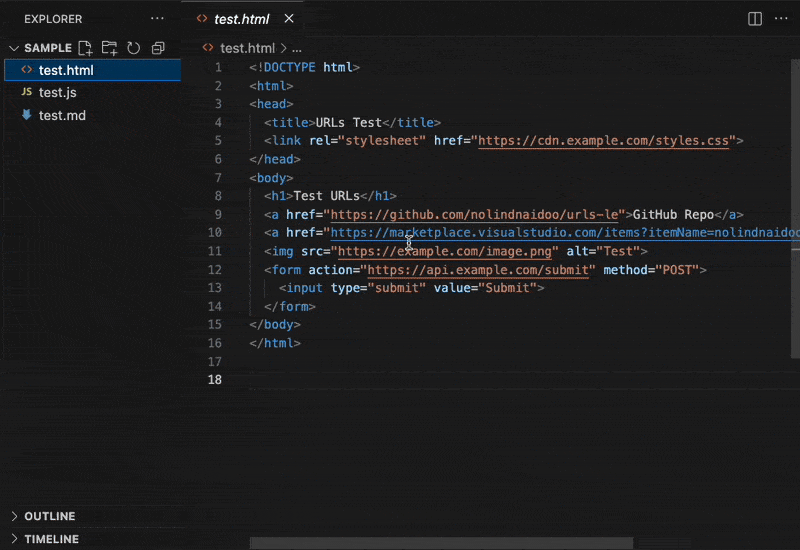 EXPLORER ...
SAMPLE
test.html
JS test.js
test.md
OUTLINE
TIMELINE
test.html
test.html > ...
1 <!DOCTYPE html>
2 <html>
3 <head>
4 <title>URLs Test</title>
5 <link rel="stylesheet" href="https://cdn.example.com/styles.css">
6 </head>
7 <body>
8 <h1>Test URLs</h1>
9 <a href="https://github.com/nolindnaidoo/urls-le">GitHub Repo</a>
10 <a href="https://marketplace.visualstudio.com/items?itemName=nolindnaidoo
11 <img src="https://example.com/image.png" alt="Test">
12 <form action="https://api.example.com/submit" method="POST">
13 <input type="submit" value="Submit">
14 </form>
15 </body>
16 </html>
17
18